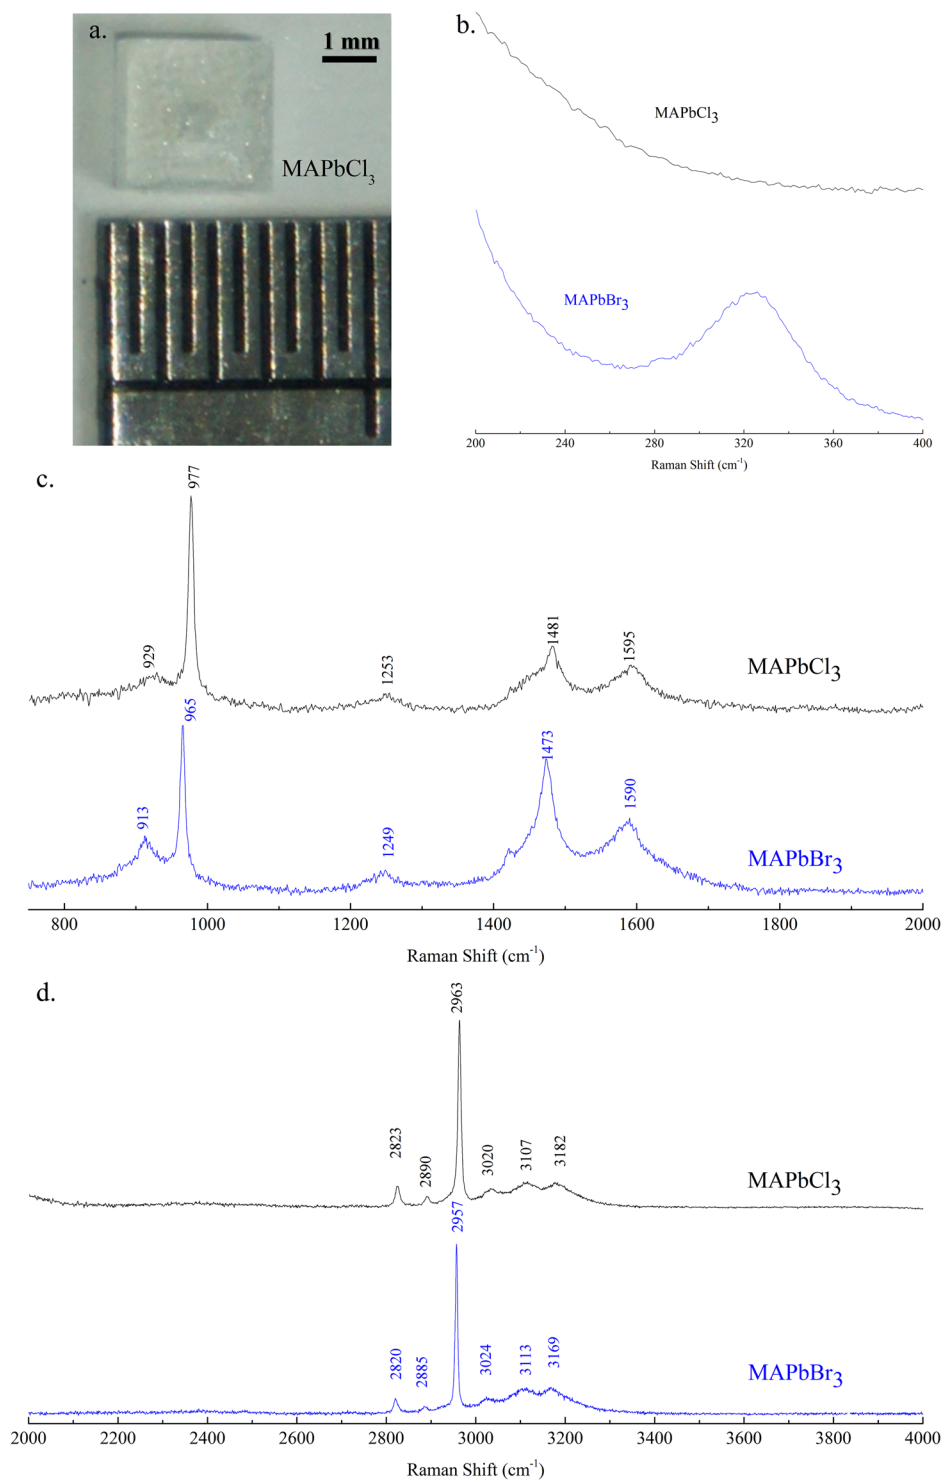 a.
1 mm
MAPbCl3
b.
MAPbCl3
MAPbBr3
200 240 280 320 360 400
Raman Shift (cm-1)
c.
977
929
1253
1481
1595
MAPbCl3
965
913
1249
1473
1590
MAPbBr3
800 1000 1200 1400 1600 1800 2000
Raman Shift (cm-1)
d.
2963
2823
2890
3020
3107
3182
MAPbCl3
2957
2820
2885
3024
3113
3169
MAPbBr3
2000 2200 2400 2600 2800 3000 3200 3400 3600 3800 4000
Raman Shift (cm-1)